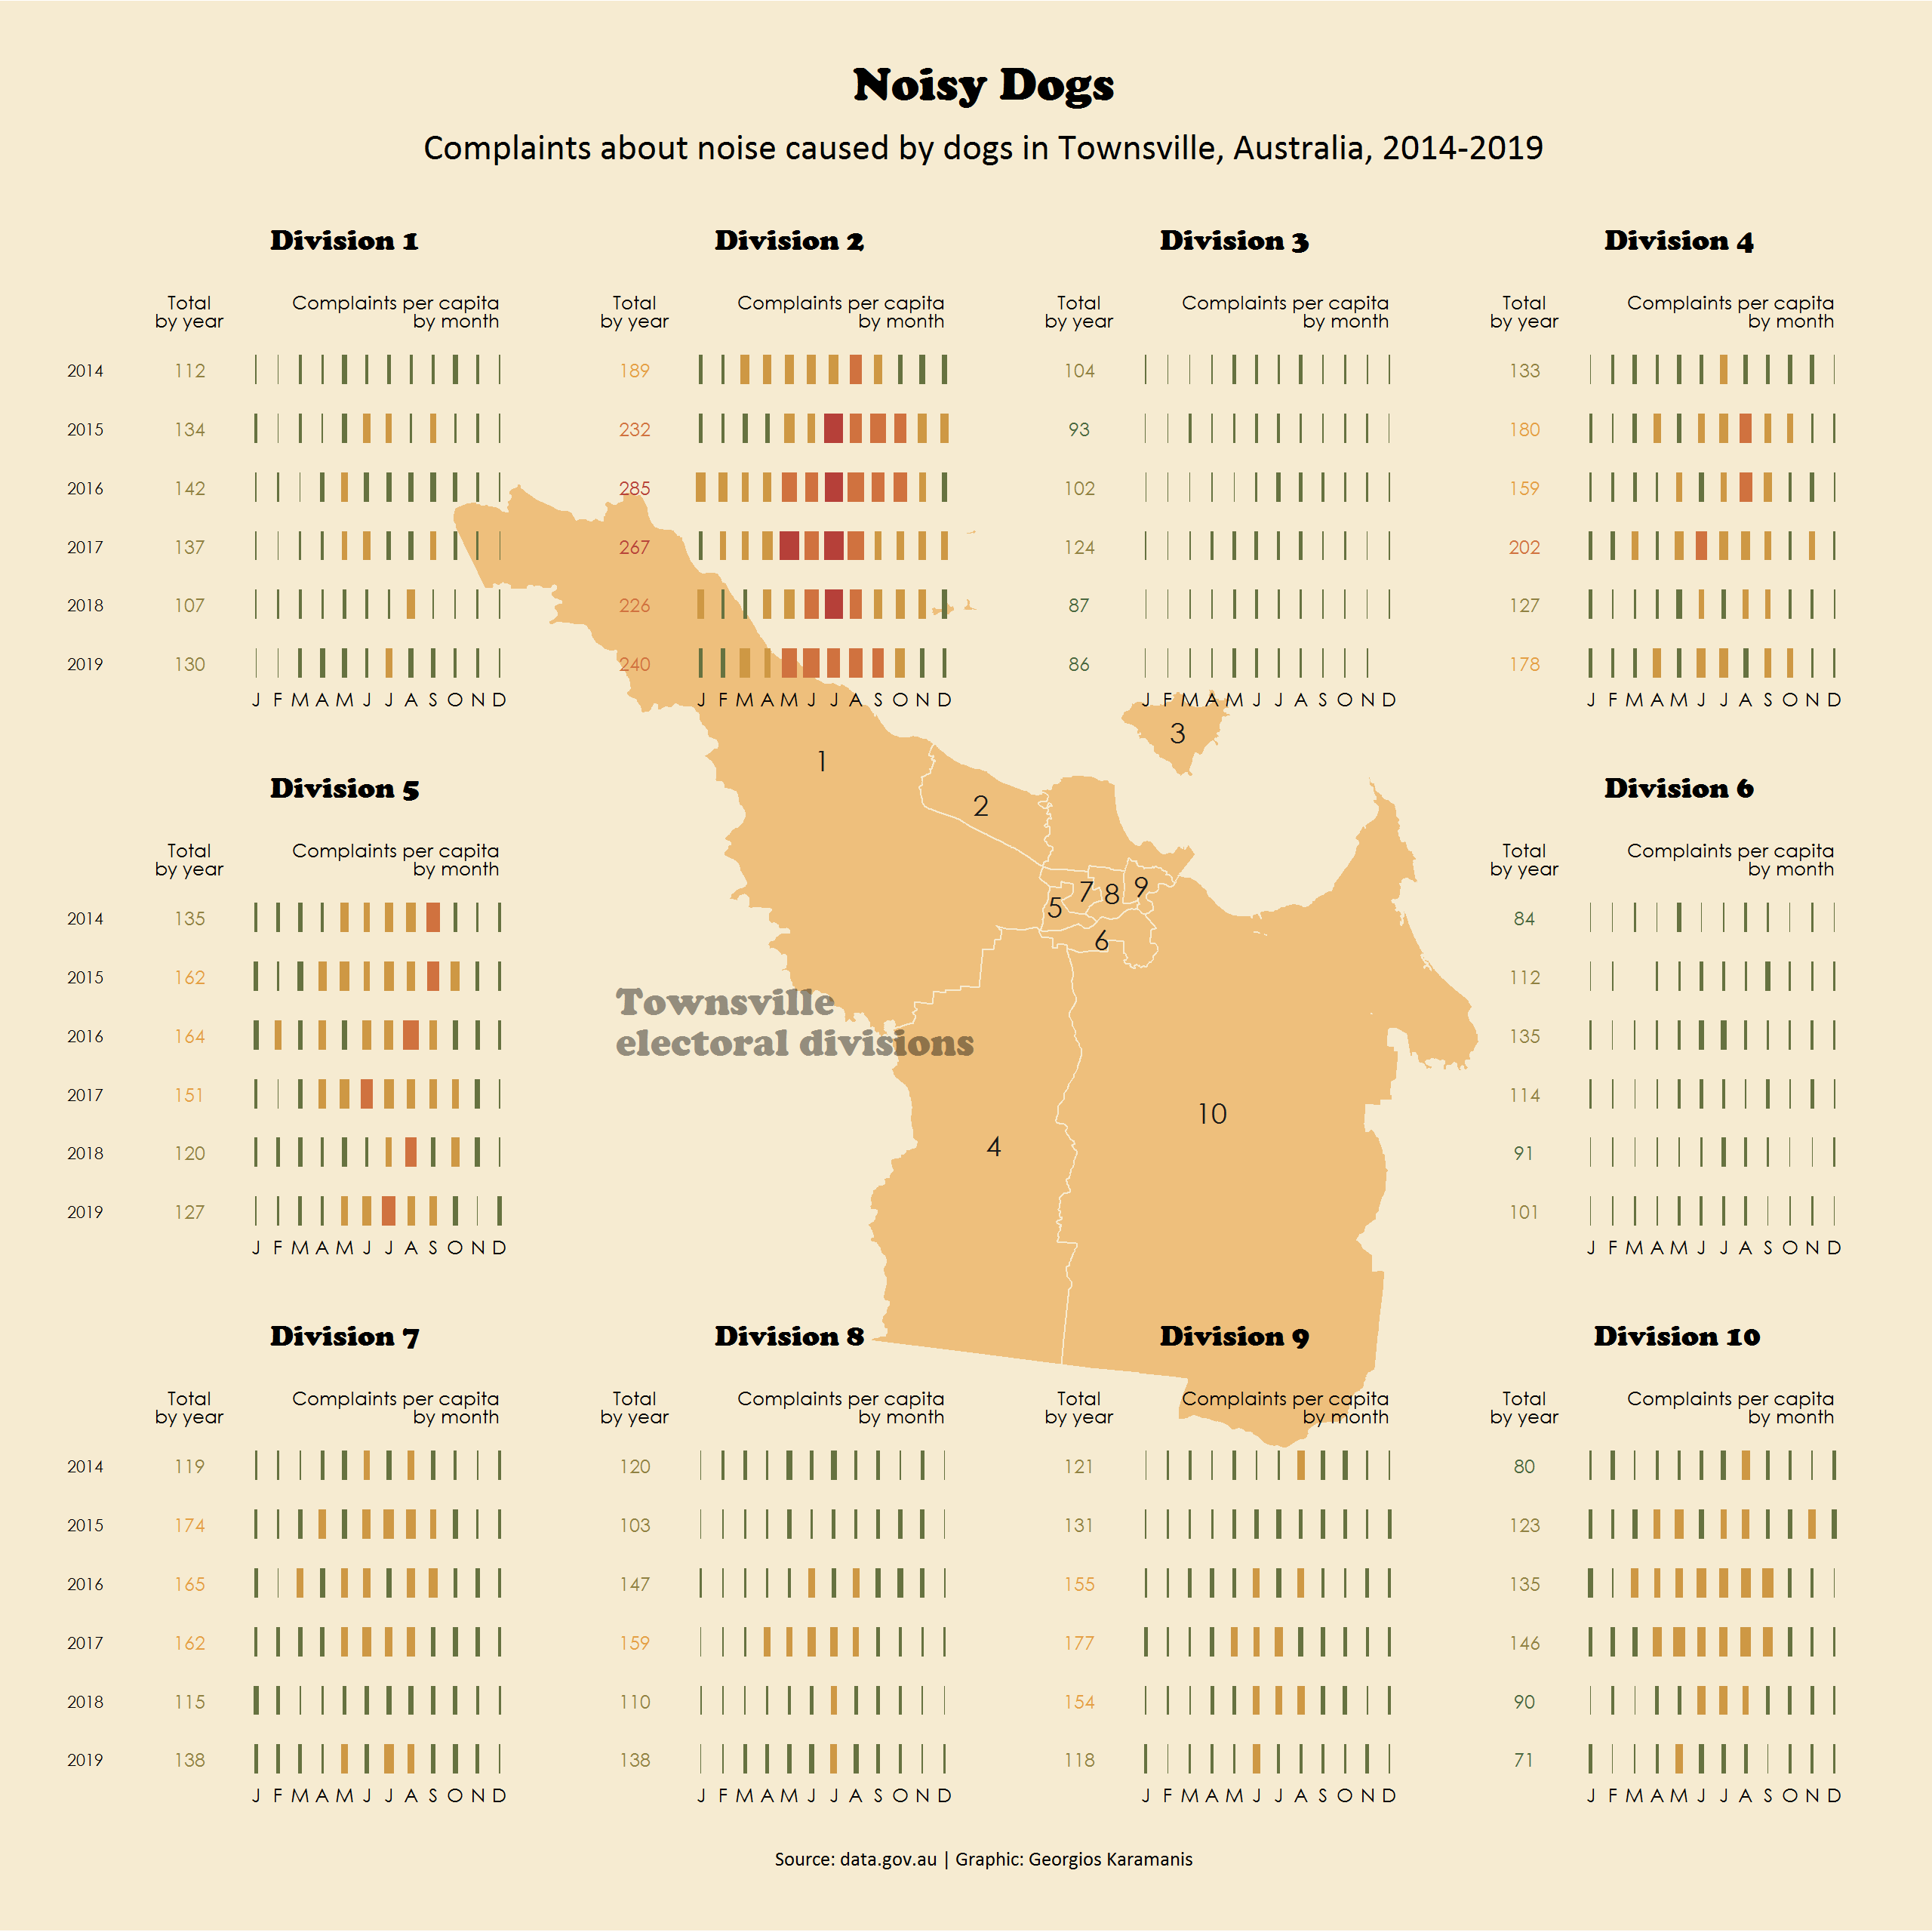 Noisy Dogs
Complaints about noise caused by dogs in Townsville, Australia, 2014-2019
Division 1
Total
by year
Complaints per capita
by month
2014 112
2015 134
2016 142
2017 137
2018 107
2019 130
J F M A M J J A S O N D
Division 2
Total
by year
Complaints per capita
by month
189
232
285
267
226
240
J F M A M J J A S O N D
Division 3
Total
by year
Complaints per capita
by month
104
93
102
124
87
86
J F M A M J J A S O N D
Division 4
Total
by year
Complaints per capita
by month
133
180
159
202
127
178
J F M A M J J A S O N D
Division 5
Total
by year
Complaints per capita
by month
2014 135
2015 162
2016 164
2017 151
2018 120
2019 127
J F M A M J J A S O N D
1
2
3
7 8 9
5
6
10
4
Townsville
electoral divisions
Division 6
Total
by year
Complaints per capita
by month
84
112
135
114
91
101
J F M A M J J A S O N D
Division 7
Total
by year
Complaints per capita
by month
2014 119
2015 174
2016 165
2017 162
2018 115
2019 138
J F M A M J J A S O N D
Division 8
Total
by year
Complaints per capita
by month
120
103
147
159
110
138
J F M A M J J A S O N D
Division 9
Total
by year
Complaints per capita
by month
121
131
155
177
154
118
J F M A M J J A S O N D
Division 10
Total
by year
Complaints per capita
by month
80
123
135
146
90
71
J F M A M J J A S O N D
Source: data.gov.au | Graphic: Georgios Karamanis